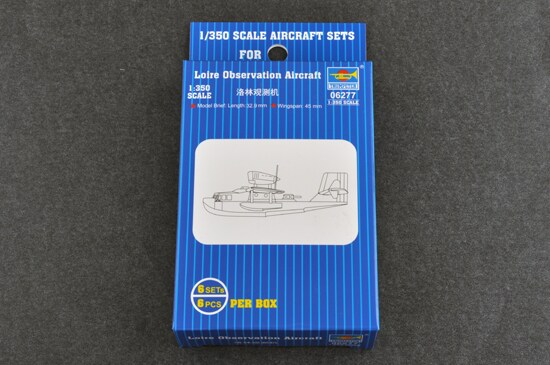 1/350 SCALE AIRCRAFT SETS
FOR
Loire Observation Aircraft
洛林观测机
1:350
SCALE
Model Brief: Length:32.9 mm Wingspan: 45 mm
06277
1:350 SCALE
6 SETs
6 PCS
PER BOX
Loire Observation Aircraft